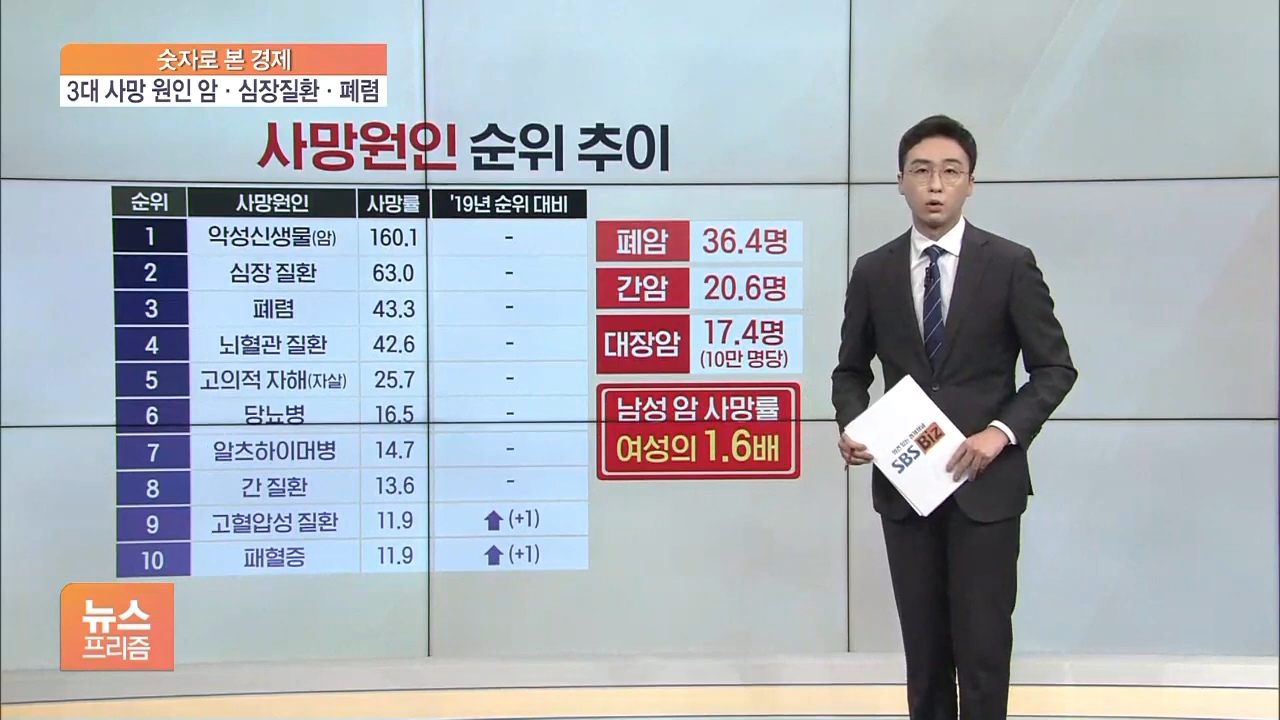 숫자로 본 경제
3대 사망 원인 암·심장질환·폐렴
사망원인 순위 추이
순위 사망원인 사망률 '19년 순위 대비
1 악성신생물(암) 160.1 -
2 심장 질환 63.0 -
3 폐렴 43.3 -
4 뇌혈관 질환 42.6 -
5 고의적 자해(자살) 25.7 -
6 당뇨병 16.5 -
7 알츠하이머병 14.7 -
8 간 질환 13.6 -
9 고혈압성 질환 11.9 (+1)
10 패혈증 11.9 (+1)
폐암 36.4명
간암 20.6명
대장암 17.4명
(10만 명당)
남성 암 사망률
여성의 1.6배
SBS Biz
뉴스
프리즘